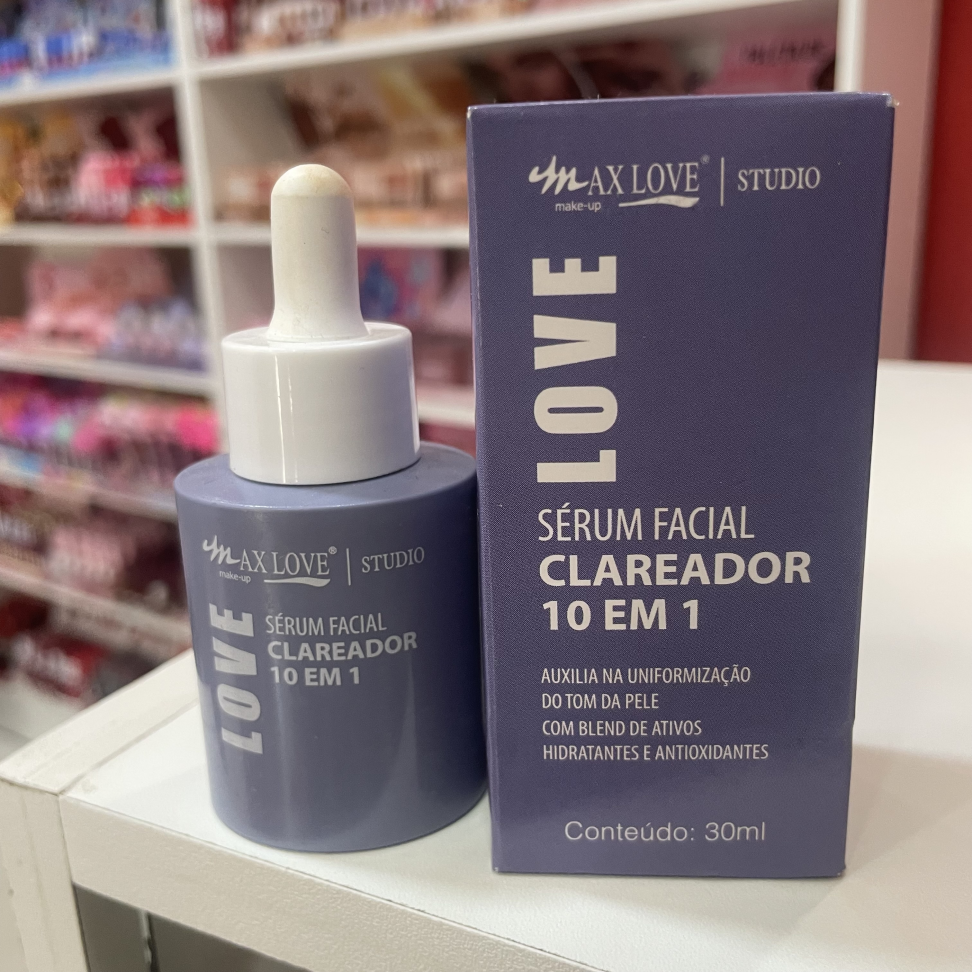 MAX LOVE® | STUDIO
make-up
LOVE
SÉRUM FACIAL
CLAREADOR
10 EM 1
MAX LOVE® | STUDIO
make-up
LOVE
SÉRUM FACIAL
CLAREADOR
10 EM 1
AUXILIA NA UNIFORMIZAÇÃO
DO TOM DA PELE
COM BLEND DE ATIVOS
HIDRATANTES E ANTIOXIDANTES
Conteúdo: 30ml